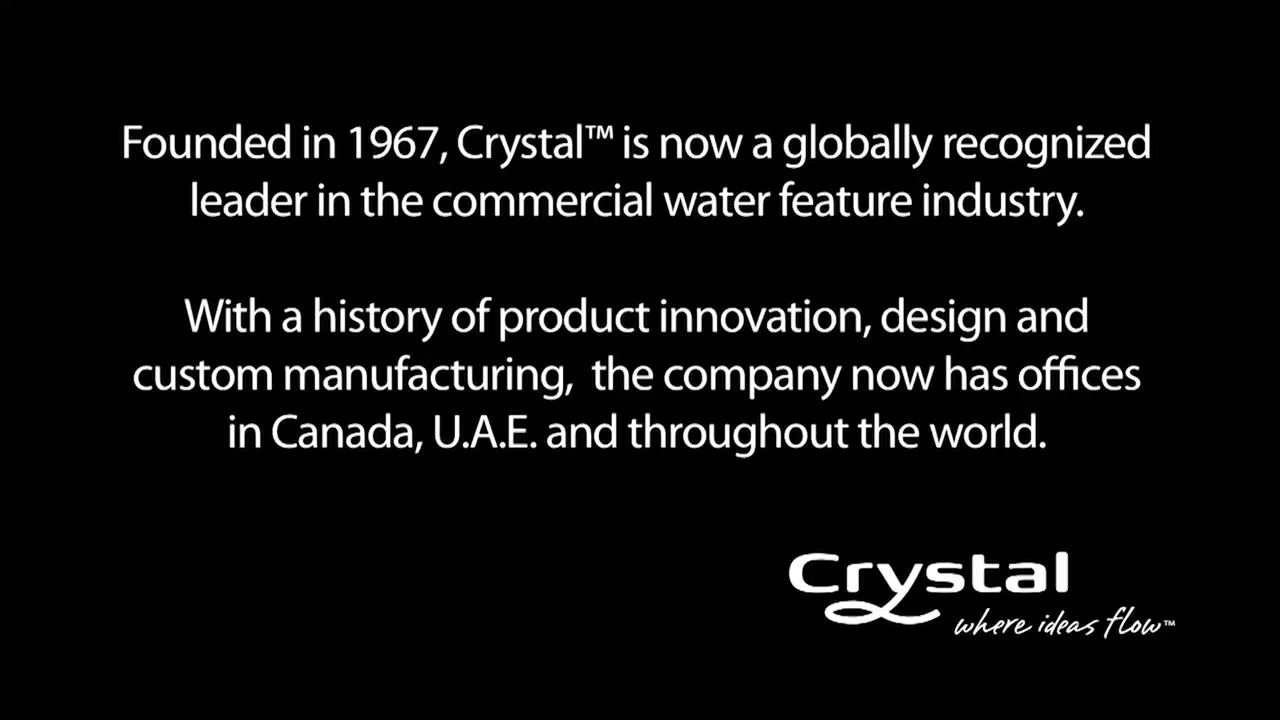 Founded in 1967, Crystal™ is now a globally recognized
leader in the commercial water feature industry.
With a history of product innovation, design and
custom manufacturing,  the company now has offices
in Canada, U.A.E. and throughout the world.
Crystal
where ideas flow™